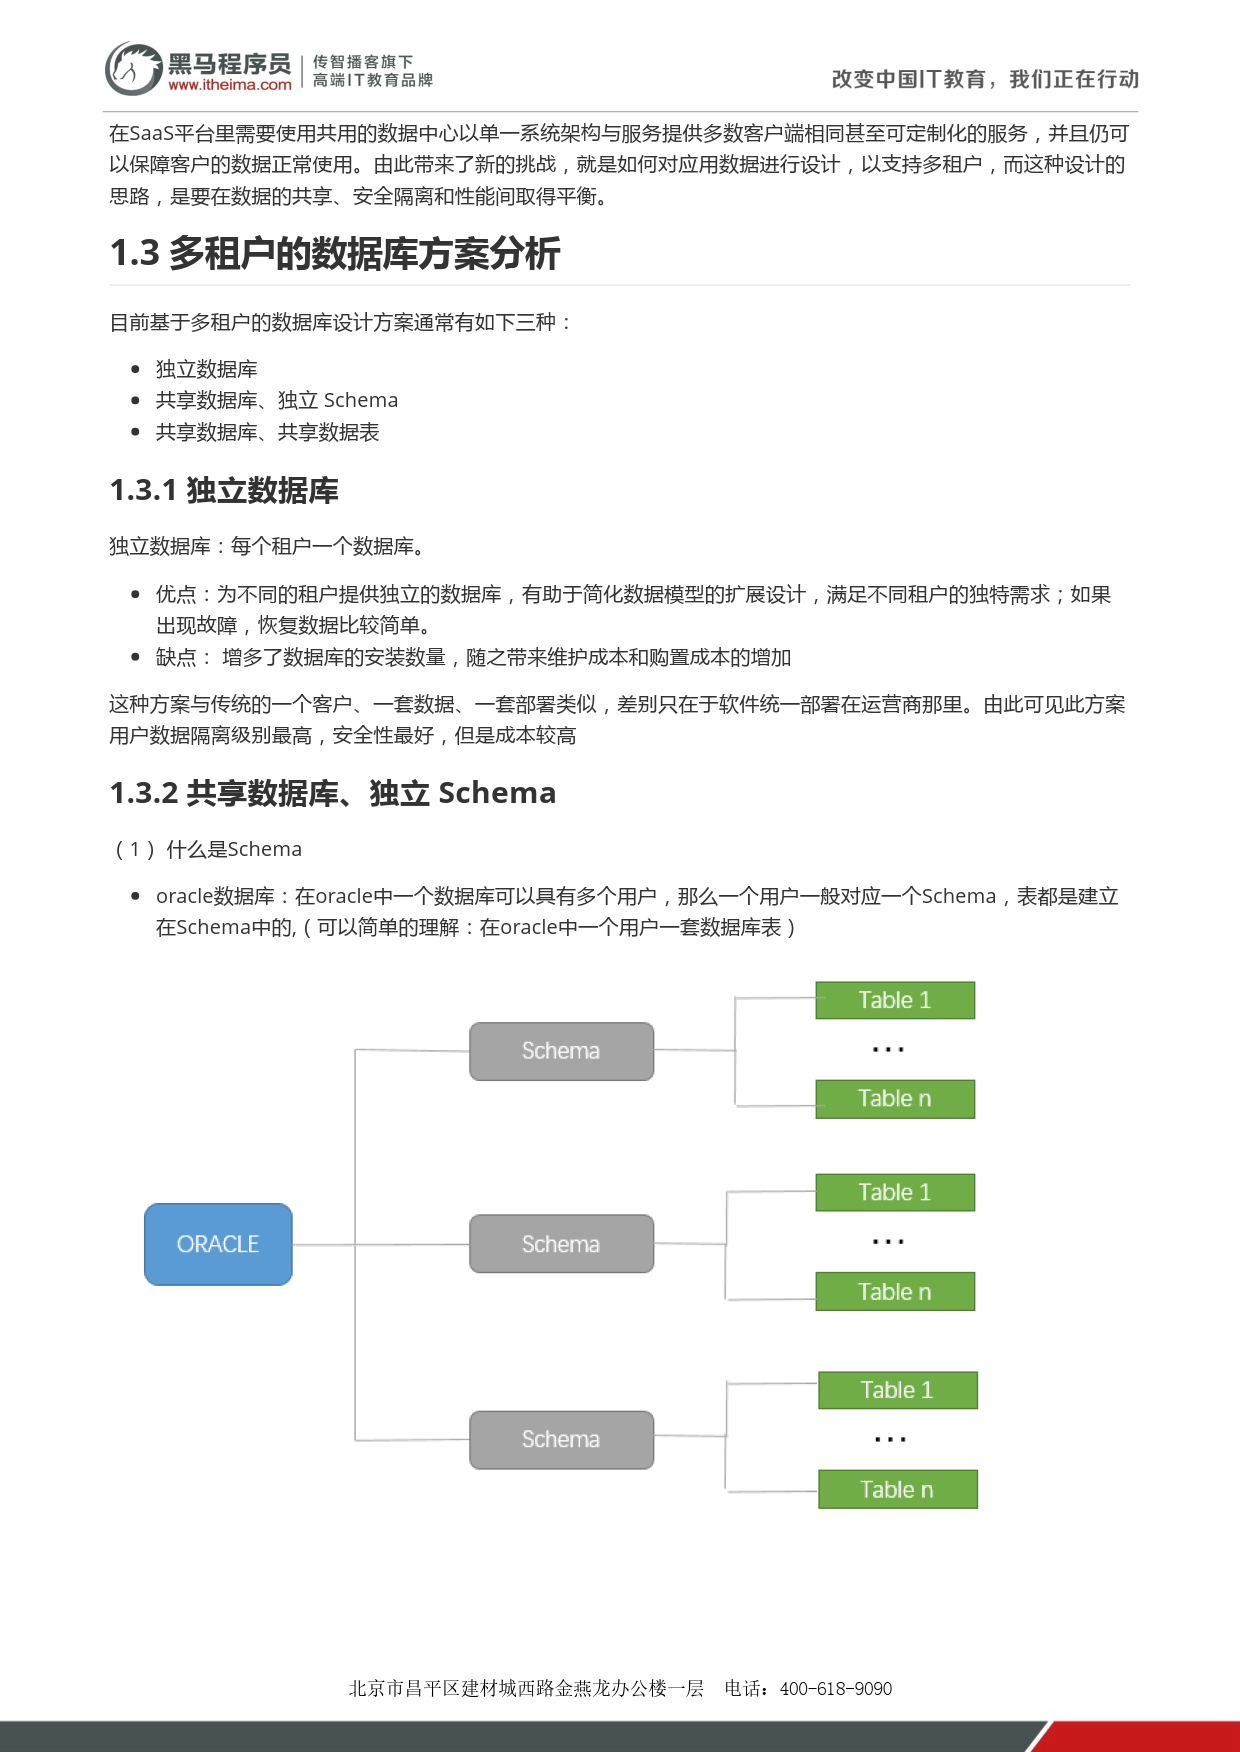 黑马程序员
www.itheima.com
传智播客旗下
高端IT教育品牌
改变中国IT教育，我们正在行动
在SaaS平台里需要使用共用的数据中心以单一系统架构与服务提供多数客户端相同甚至可定制化的服务，并且仍可
以保障客户的数据正常使用。由此带来了新的挑战，就是如何对应用数据进行设计，以支持多租户，而这种设计的
思路，是要在数据的共享、安全隔离和性能间取得平衡。
1.3 多租户的数据库方案分析
目前基于多租户的数据库设计方案通常有如下三种：
独立数据库
共享数据库、独立 Schema
共享数据库、共享数据表
1.3.1 独立数据库
独立数据库：每个租户一个数据库。
优点：为不同的租户提供独立的数据库，有助于简化数据模型的扩展设计，满足不同租户的独特需求；如果
出现故障，恢复数据比较简单。
缺点： 增多了数据库的安装数量，随之带来维护成本和购置成本的增加
这种方案与传统的一个客户、一套数据、一套部署类似，差别只在于软件统一部署在运营商那里。由此可见此方案
用户数据隔离级别最高，安全性最好，但是成本较高
1.3.2 共享数据库、独立 Schema
（1） 什么是Schema
oracle数据库：在oracle中一个数据库可以具有多个用户，那么一个用户一般对应一个Schema，表都是建立
在Schema中的,（可以简单的理解：在oracle中一个用户一套数据库表）
Table 1
Schema
...
Table n
Table 1
ORACLE
Schema
...
Table n
Table 1
Schema
...
Table n
北京市昌平区建材城西路金燕龙办公楼一层 电话：400-618-9090